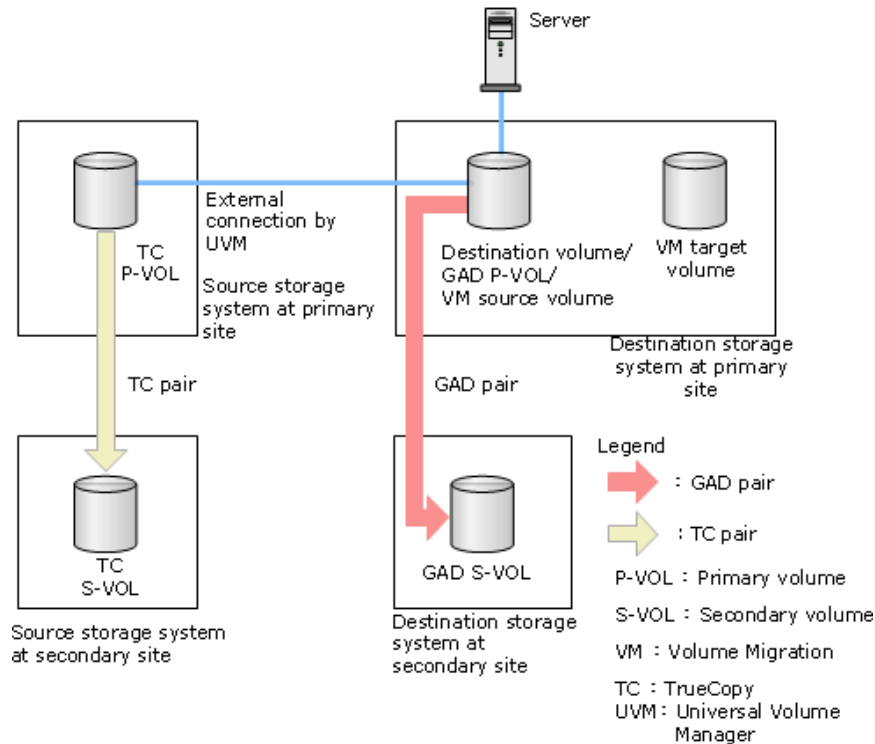 Server
External
connection by
UVM
TC
P-VOL
Source storage
system at primary
site
Destination volume/
GAD P-VOL/
VM source volume
VM target
volume
Destination storage
system at primary
site
TC pair
GAD pair
TC
S-VOL
Source storage system
at secondary site
GAD S-VOL
Destination storage
system at
secondary site
Legend
: GAD pair
: TC pair
P-VOL : Primary volume
S-VOL : Secondary volume
VM : Volume Migration
TC : TrueCopy
UVM : Universal Volume
Manager